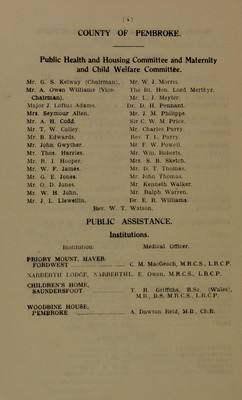 ( 4 )
COUNTY OF PEMBROKE.
Public Health and Housing Committee and Maternity
and Child Welfare Committee.
Mr. G. S. Kelway (Chairman). Mr. W. J. Morris.
Mr. A. Owen Williams (Vice- The Rt. Hon. Lord Merthyr.
Chairman). Mr. L. J. Meyler.
Major J. Loftus Adams. Dr. D. H. Pennant.
Mrs. Seymour Allen. Mr. J. M. Philipps.
Mr. A. H. Codd. Sir C. W. M. Price.
Mr. T. W. Colley. Mr. Charles Parry
Mr. B. Edwards. Rev. T. L. Parry.
Mr. John Gwyther. Mr. F. W. Powell.
Mr. Thos. Harries. Mr. Wm. Roberts.
Mr. R. I. Hooper. Mrs. S. B. Sketch.
Mr. W. F. James. Mr. D. T. Thomas.
Mr. G. E. Jones. Mr. John Thomas.
Mr. O. D. Jones. Mr. Kenneth Walker.
Mr. W. H. John. Mr. Ralph Warren.
Mr. J. L. Llewellin. Dr. E. R. Williams.
Rev. W. T. Watson.
PUBLIC ASSISTANCE.
Institutions.
Institution. Medical Officer.
PRIORY MOUNT, HAVER-
FORDWEST C. M. MacGeoch, M.R.C.S., L.R.C.P.
NARBERTH LODGE, NARBERTH L. E. Owen, M.R.C.S., L.R.C.P.
CHILDREN'S HOME,
SAUNDERSFOOT T. H. Griffiths, B.Sc. (Wales),
M.B., B.S., M.R.C.S., L.R.C.P.
WOODBINE HOUSE,
PEMBROKE A. Dawson Reid, M.B., Ch.B.